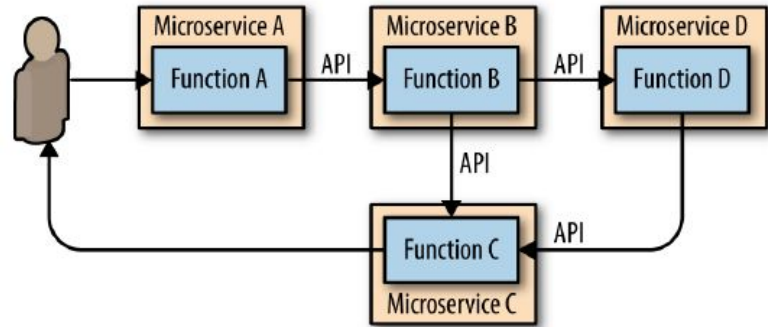 Microservice A
Function A
API
Microservice B
Function B
API
Microservice D
Function D
API
API
Function C
Microservice C